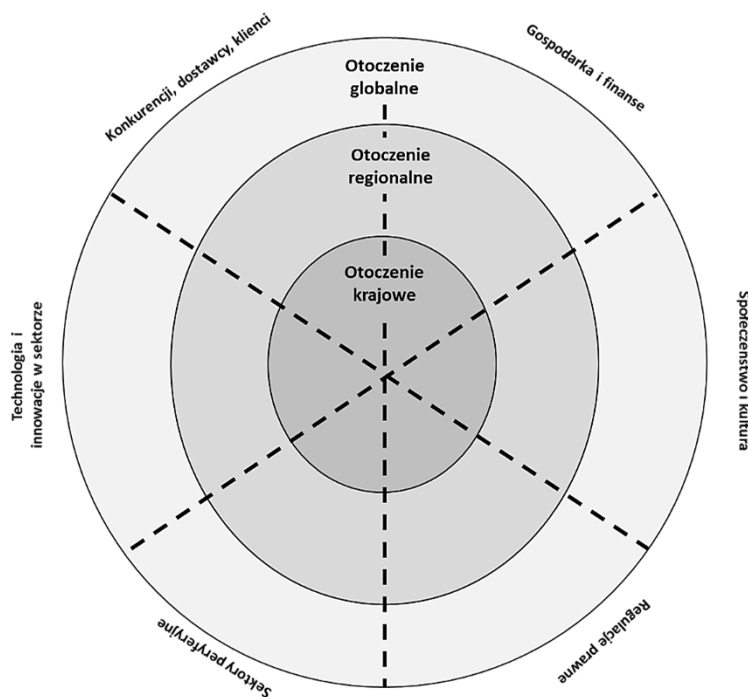 Konkurencji, dostawcy, klienci
Gospodarka i finanse
Otoczenie
globalne
Otoczenie
regionalne
Otoczenie
krajowe
Technologia i
innowacje w sektorze
Społeczeństwo i kultura
Sektory peryferyjne
Regulacje prawne